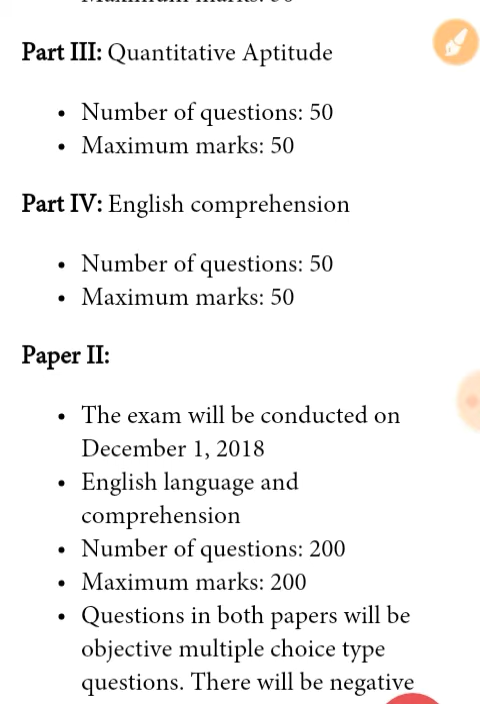 Part III: Quantitative Aptitude
• Number of questions: 50
• Maximum marks: 50
Part IV: English comprehension
• Number of questions: 50
• Maximum marks: 50
Paper II:
• The exam will be conducted on
December 1, 2018
• English language and
comprehension
• Number of questions: 200
• Maximum marks: 200
• Questions in both papers will be
objective multiple choice type
questions. There will be negative